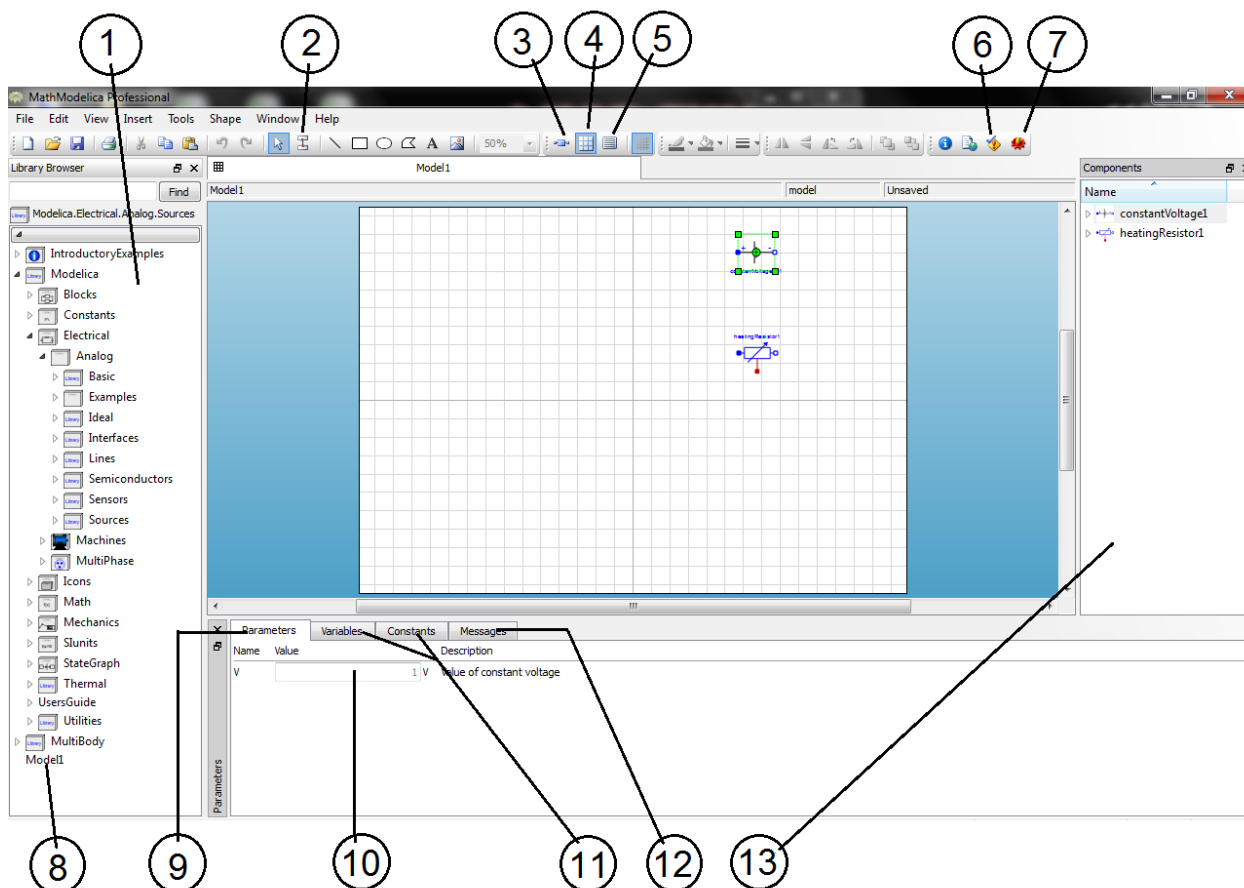 1 2 3 4 5 6 7
MathModelica Professional
File Edit View Insert Tools Shape Window Help
50%
Library Browser
Find
Modelica.Electrical.Analog.Sources
IntroductoryExamples
Modelica
Blocks
Constants
Electrical
Analog
Basic
Examples
Ideal
Interfaces
Lines
Semiconductors
Sensors
Sources
Machines
MultiPhase
Icons
Math
Mechanics
SIunits
StateGraph
Thermal
UsersGuide
Utilities
MultiBody
Model1
Model1
Model1 model Unsaved
+ -
heatingResistor1
Components
Name
constantVoltage1
heatingResistor1
Parameters Variables Constants Messages
Name Value Description
V 1 V Value of constant voltage
Parameters
8 9 10 11 12 13